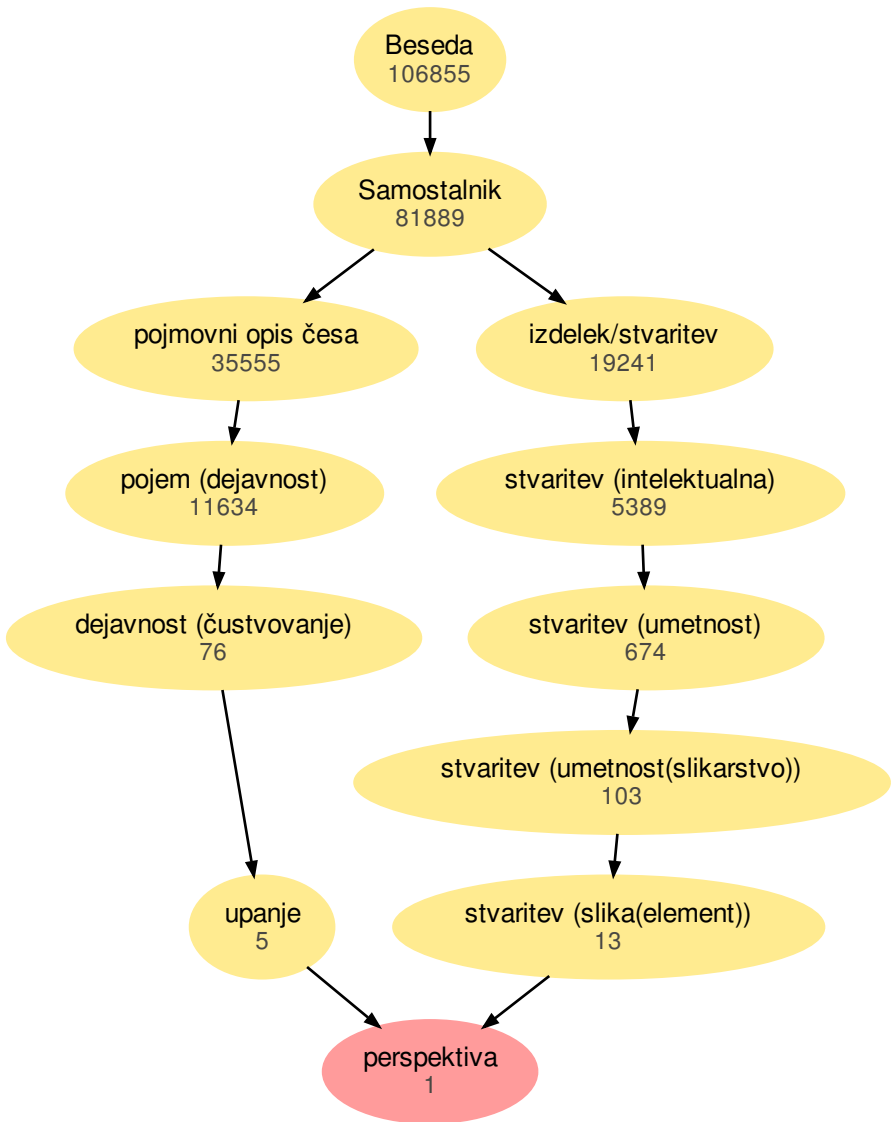 Beseda
106855
Samostalnik
81889
pojmovni opis česa
35555
izdelek/stvaritev
19241
pojem (dejavnost)
11634
stvaritev (intelektualna)
5389
dejavnost (čustvovanje)
76
stvaritev (umetnost)
674
stvaritev (umetnost(slikarstvo))
103
upanje
5
stvaritev (slika(element))
13
perspektiva
1